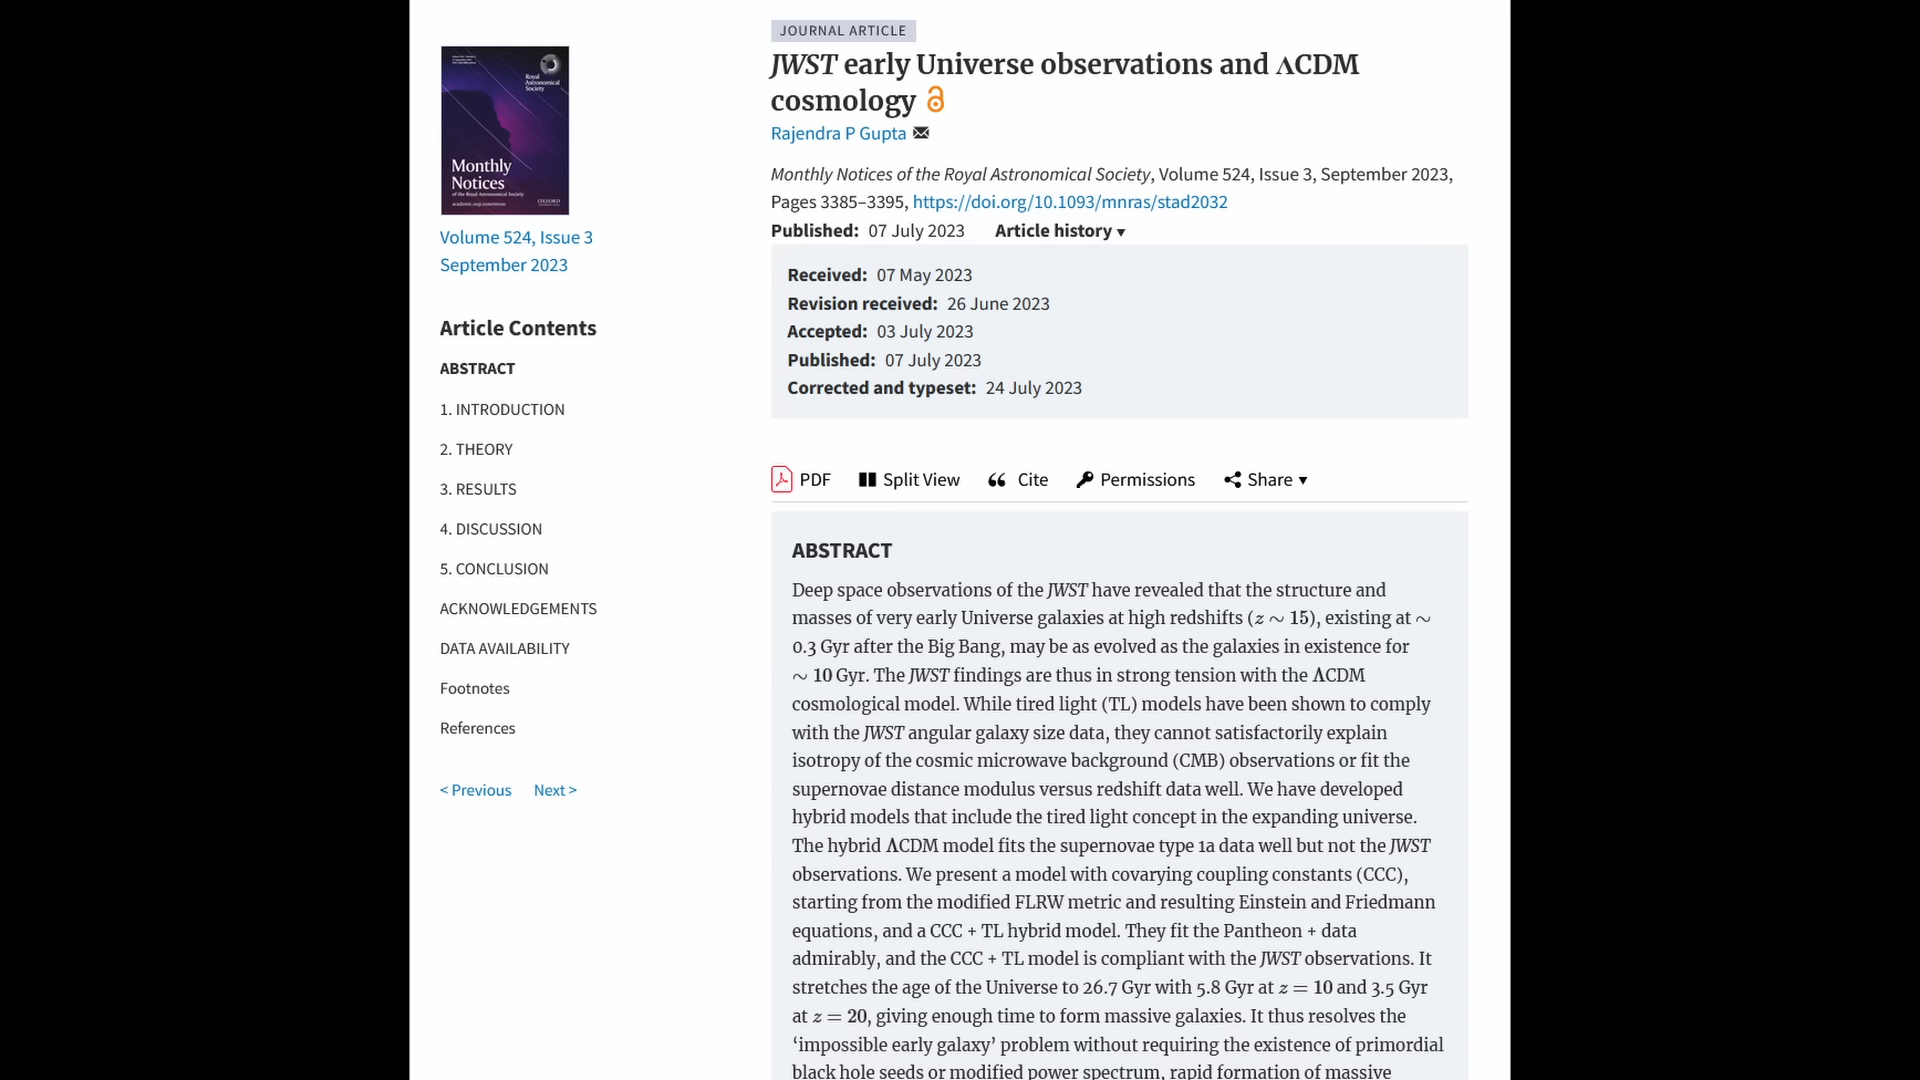 Royal
Astronomical
Society
Monthly
Notices
of the Royal Astronomical Society
Volume 524, Issue 3
September 2023
Article Contents
ABSTRACT
1. INTRODUCTION
2. THEORY
3. RESULTS
4. DISCUSSION
5. CONCLUSION
ACKNOWLEDGEMENTS
DATA AVAILABILITY
Footnotes
References
< Previous Next >
JOURNAL ARTICLE
JWST early Universe observations and ΛCDM
cosmology
Rajendra P Gupta
Monthly Notices of the Royal Astronomical Society, Volume 524, Issue 3, September 2023,
Pages 3385–3395, https://doi.org/10.1093/mnras/stad2032
Published: 07 July 2023 Article history ▾
Received: 07 May 2023
Revision received: 26 June 2023
Accepted: 03 July 2023
Published: 07 July 2023
Corrected and typeset: 24 July 2023
PDF Split View Cite Permissions Share ▾
ABSTRACT
Deep space observations of the JWST have revealed that the structure and
masses of very early Universe galaxies at high redshifts (z ∼ 15), existing at ∼
0.3 Gyr after the Big Bang, may be as evolved as the galaxies in existence for
∼ 10 Gyr. The JWST findings are thus in strong tension with the ΛCDM
cosmological model. While tired light (TL) models have been shown to comply
with the JWST angular galaxy size data, they cannot satisfactorily explain
isotropy of the cosmic microwave background (CMB) observations or fit the
supernovae distance modulus versus redshift data well. We have developed
hybrid models that include the tired light concept in the expanding universe.
The hybrid ΛCDM model fits the supernovae type 1a data well but not the JWST
observations. We present a model with covarying coupling constants (CCC),
starting from the modified FLRW metric and resulting Einstein and Friedmann
equations, and a CCC + TL hybrid model. They fit the Pantheon + data
admirably, and the CCC + TL model is compliant with the JWST observations. It
stretches the age of the Universe to 26.7 Gyr with 5.8 Gyr at z = 10 and 3.5 Gyr
at z = 20, giving enough time to form massive galaxies. It thus resolves the
‘impossible early galaxy’ problem without requiring the existence of primordial
black hole seeds or modified power spectrum, rapid formation of massive